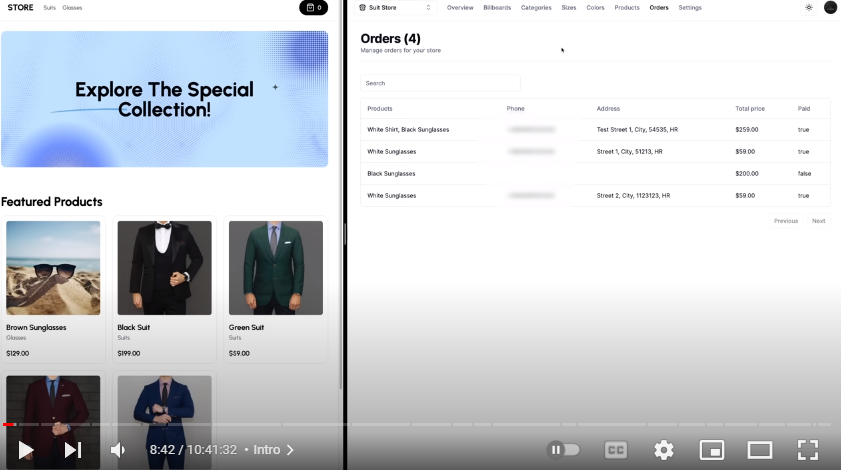 STORE Suits Glasses 0
Explore The Special
Collection!
Featured Products
Brown Sunglasses
Glasses
$129.00
Black Suit
Suits
$199.00
Green Suit
Suits
$59.00
Suit Store Overview Billboards Categories Sizes Colors Products Orders Settings
Orders (4)
Manage orders for your store
Search
Products Phone Address Total price Paid
White Shirt, Black Sunglasses Test Street 1, City, 54535, HR $259.00 true
White Sunglasses Street 1, City, 51213, HR $59.00 true
Black Sunglasses $200.00 false
White Sunglasses Street 2, City, 1123123, HR $59.00 true
Previous Next
8:42 / 10:41:32 • Intro
CC